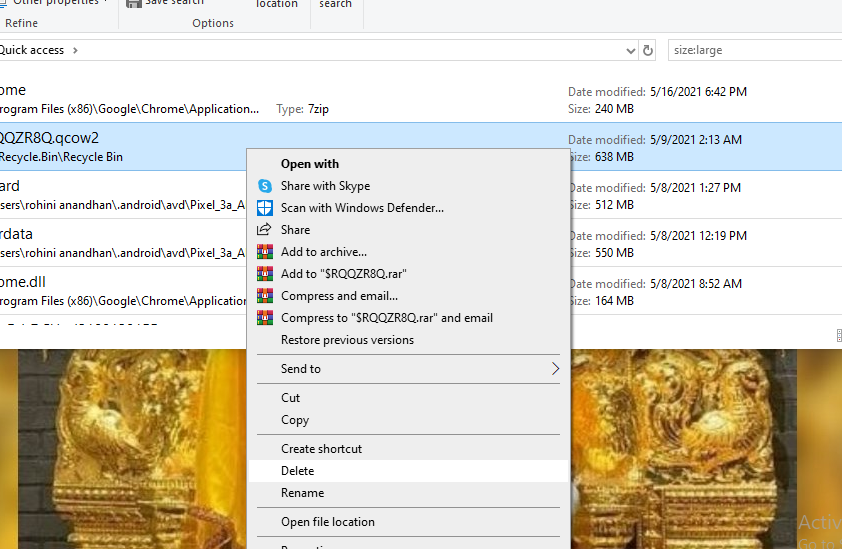 Other properties
Save search
location
search
Refine
Options
Quick access
size:large
ome
rogram Files (x86)\Google\Chrome\Application...
Type: 7zip
Date modified: 5/16/2021 6:42 PM
Size: 240 MB
QQZR8Q.qcow2
Recycle.Bin\Recycle Bin
Date modified: 5/9/2021 2:13 AM
Size: 638 MB
ard
sers\rohini anandhan\.android\avd\Pixel_3a_A
Date modified: 5/8/2021 1:27 PM
Size: 512 MB
rdata
sers\rohini anandhan\.android\avd\Pixel_3a_A
Date modified: 5/8/2021 12:19 PM
Size: 550 MB
ome.dll
rogram Files (x86)\Google\Chrome\Application
Date modified: 5/8/2021 8:52 AM
Size: 164 MB
Open with
Share with Skype
Scan with Windows Defender...
Share
Add to archive...
Add to "$RQQZR8Q.rar"
Compress and email...
Compress to "$RQQZR8Q.rar" and email
Restore previous versions
Send to
Cut
Copy
Create shortcut
Delete
Rename
Open file location
Activ
Go to